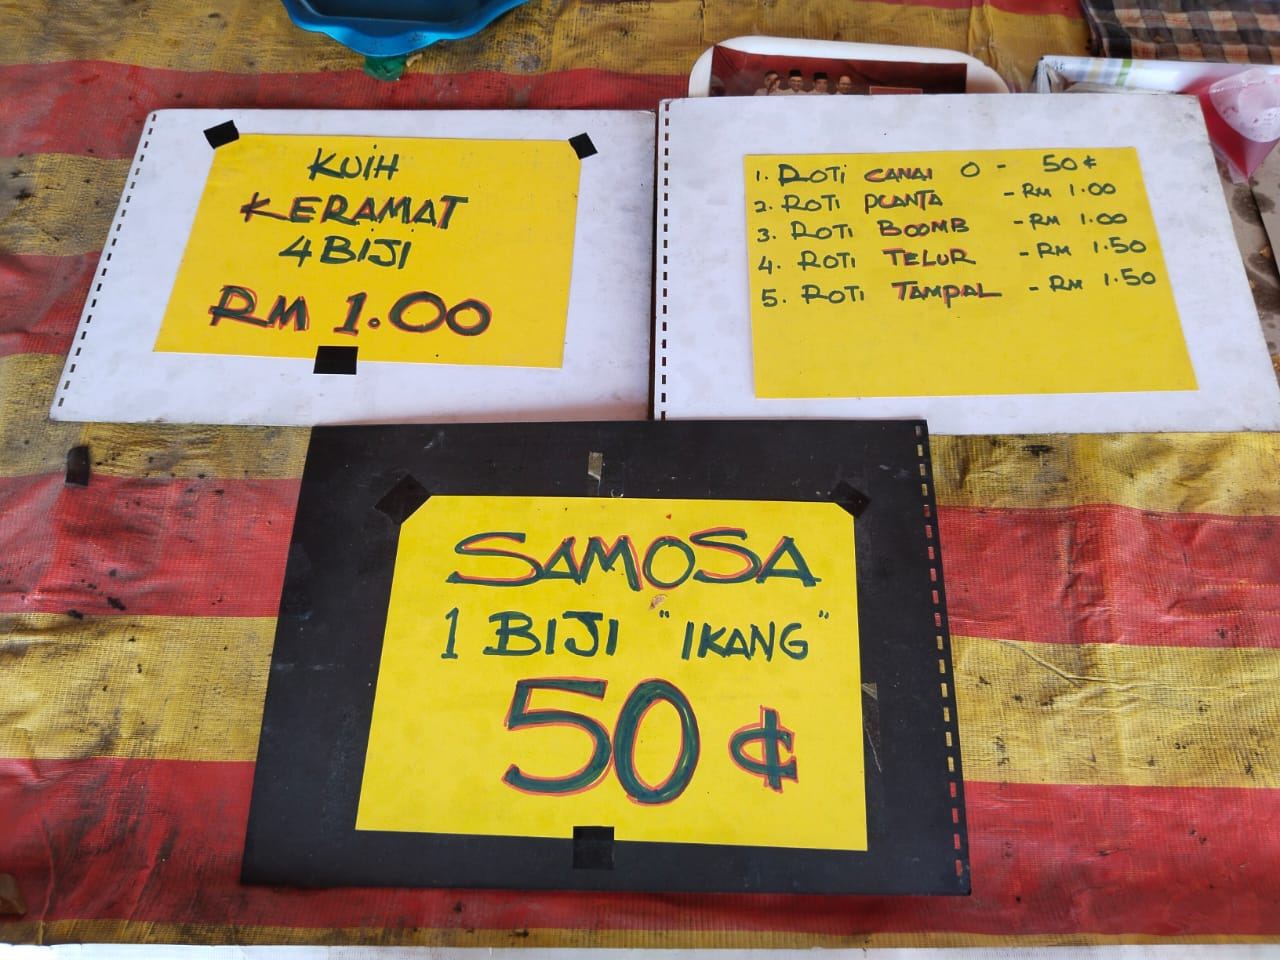 KUIH
KERAMAT
4 BIJI
RM 1.00
1. ROTI CANAI O - 50 ¢
2. ROTI PLANTA - RM 1.00
3. ROTI BOOMB - RM 1.00
4. ROTI TELUR - RM 1.50
5. ROTI TAMPAL - RM 1.50
SAMOSA
1 BIJI "IKANG"
50 ¢